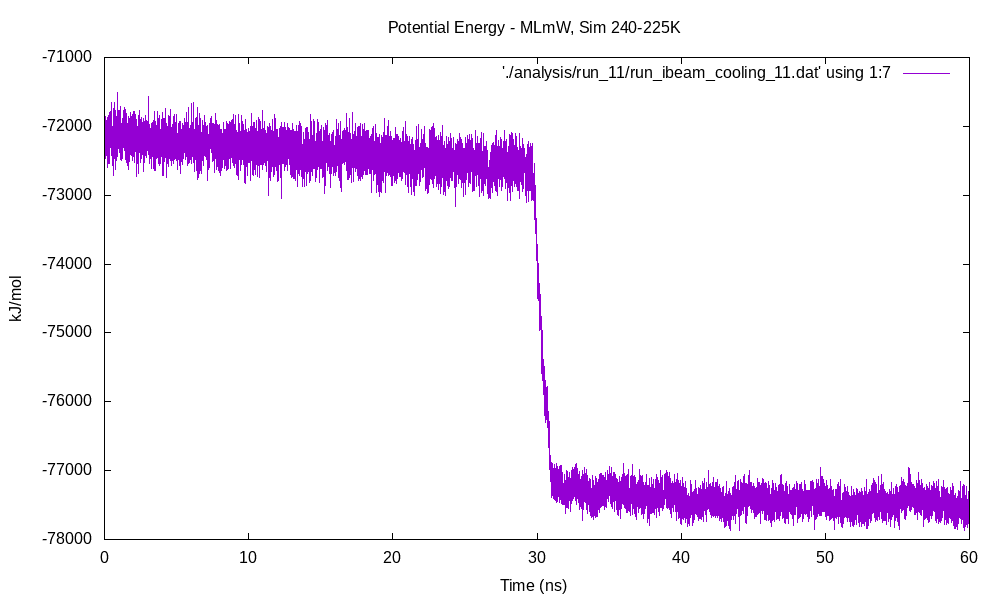 Potential Energy - MLmW, Sim 240-225K
'./analysis/run_11/run_ibeam_cooling_11.dat' using 1:7
-71000
-72000
-73000
-74000
-75000
-76000
-77000
-78000
kJ/mol
0 10 20 30 40 50 60
Time (ns)